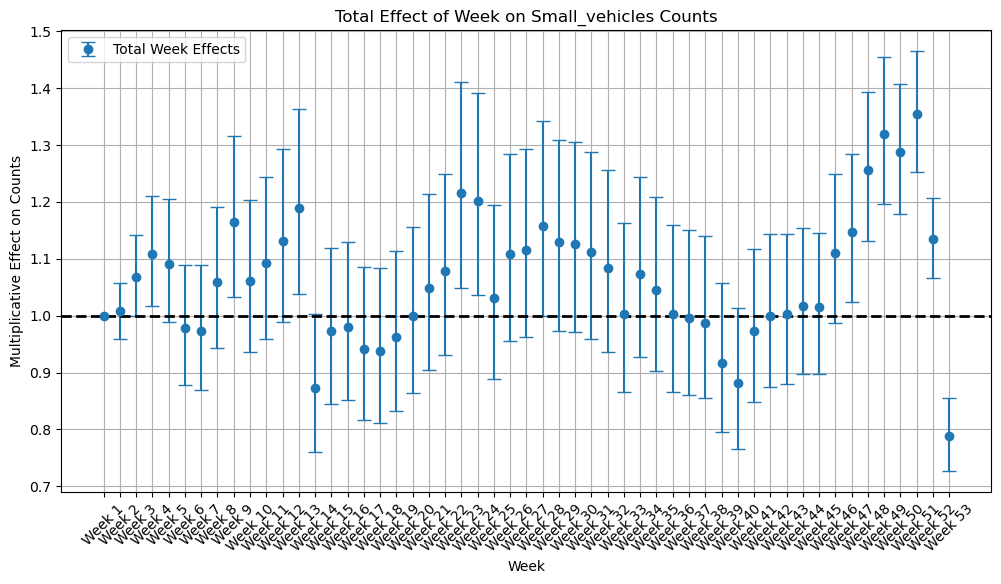 Total Effect of Week on Small_vehicles Counts
Total Week Effects
Multiplicative Effect on Counts
1.5
1.4
1.3
1.2
1.1
1.0
0.9
0.8
0.7
Week 1
Week 2
Week 3
Week 4
Week 5
Week 6
Week 7
Week 8
Week 9
Week 10
Week 11
Week 12
Week 13
Week 14
Week 15
Week 16
Week 17
Week 18
Week 19
Week 20
Week 21
Week 22
Week 23
Week 24
Week 25
Week 26
Week 27
Week 28
Week 29
Week 30
Week 31
Week 32
Week 33
Week 34
Week 35
Week 36
Week 37
Week 38
Week 39
Week 40
Week 41
Week 42
Week 43
Week 44
Week 45
Week 46
Week 47
Week 48
Week 49
Week 50
Week 51
Week 52
Week 53
Week